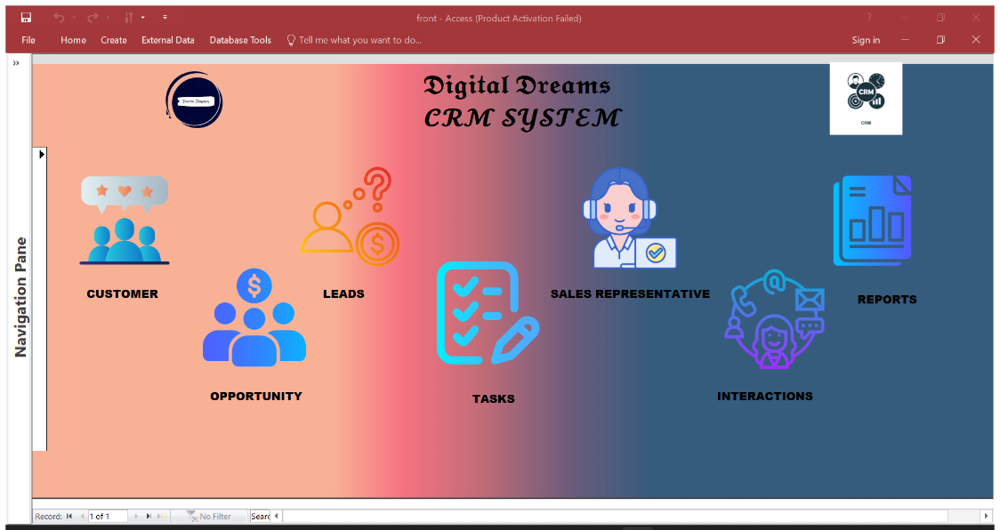 front - Access (Product Activation Failed)
?
File Home Create External Data Database Tools Tell me what you want to do... Sign in
»
Digital Dreams
CRM SYSTEM
CRM
CRM
CUSTOMER
LEADS
SALES REPRESENTATIVE
REPORTS
OPPORTUNITY
TASKS
INTERACTIONS
Navigation Pane
Record: 1 of 1 No Filter Searc